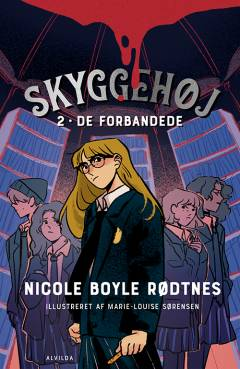 SKYGGEHØJ
2 · DE FORBANDEDE
NICOLE BOYLE RØDTNES
ILLUSTRERET AF MARIE-LOUISE SØRENSEN
ALVILDA